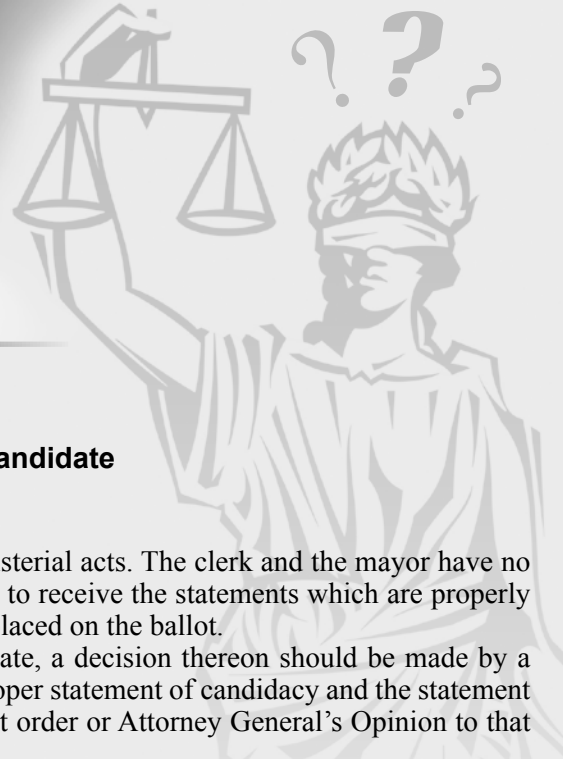 ? ? ?
andidate
sterial acts. The clerk and the mayor have no
to receive the statements which are properly
laced on the ballot.
ate, a decision thereon should be made by a
oper statement of candidacy and the statement
t order or Attorney General’s Opinion to that